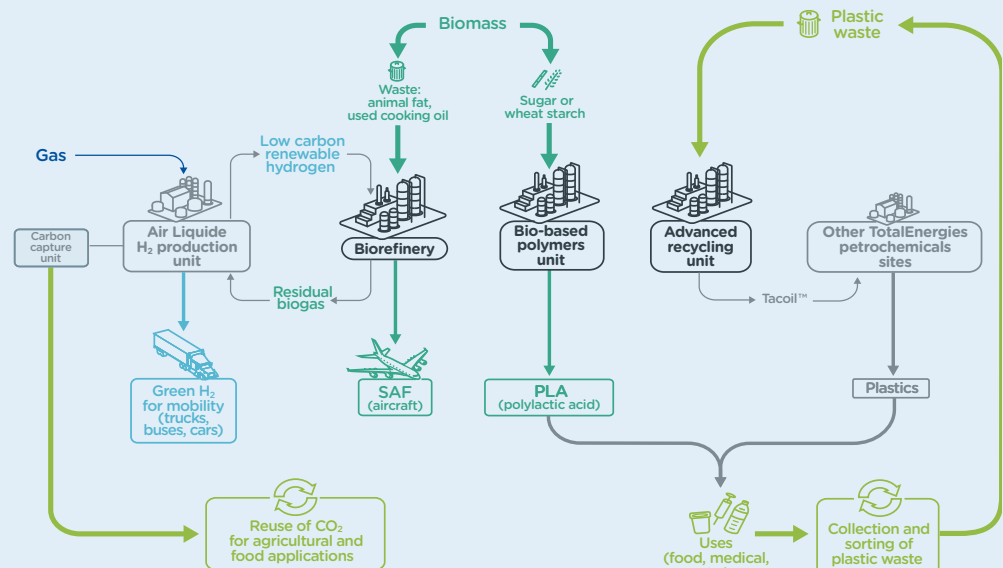 Biomass
Plastic
waste
Waste:
animal fat,
used cooking oil
Sugar or
wheat starch
Gas
Low carbon
renewable
hydrogen
Carbon
capture
unit
Air Liquide
H₂ production
unit
Biorefinery
Bio-based
polymers
unit
Advanced
recycling
unit
Other TotalEnergies
petrochemicals
sites
Residual
biogas
Tacoil™
Green H₂
for mobility
(trucks,
buses, cars)
SAF
(aircraft)
PLA
(polylactic acid)
Plastics
Reuse of CO₂
for agricultural and
food applications
Uses
(food, medical,
Collection and
sorting of
plastic waste